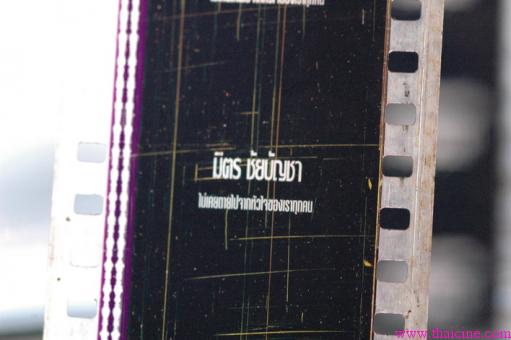 มิตร ชัยบัญชา
ไม่เคยตายไปจากหัวใจของเราทุกคน
www.thaicine.com